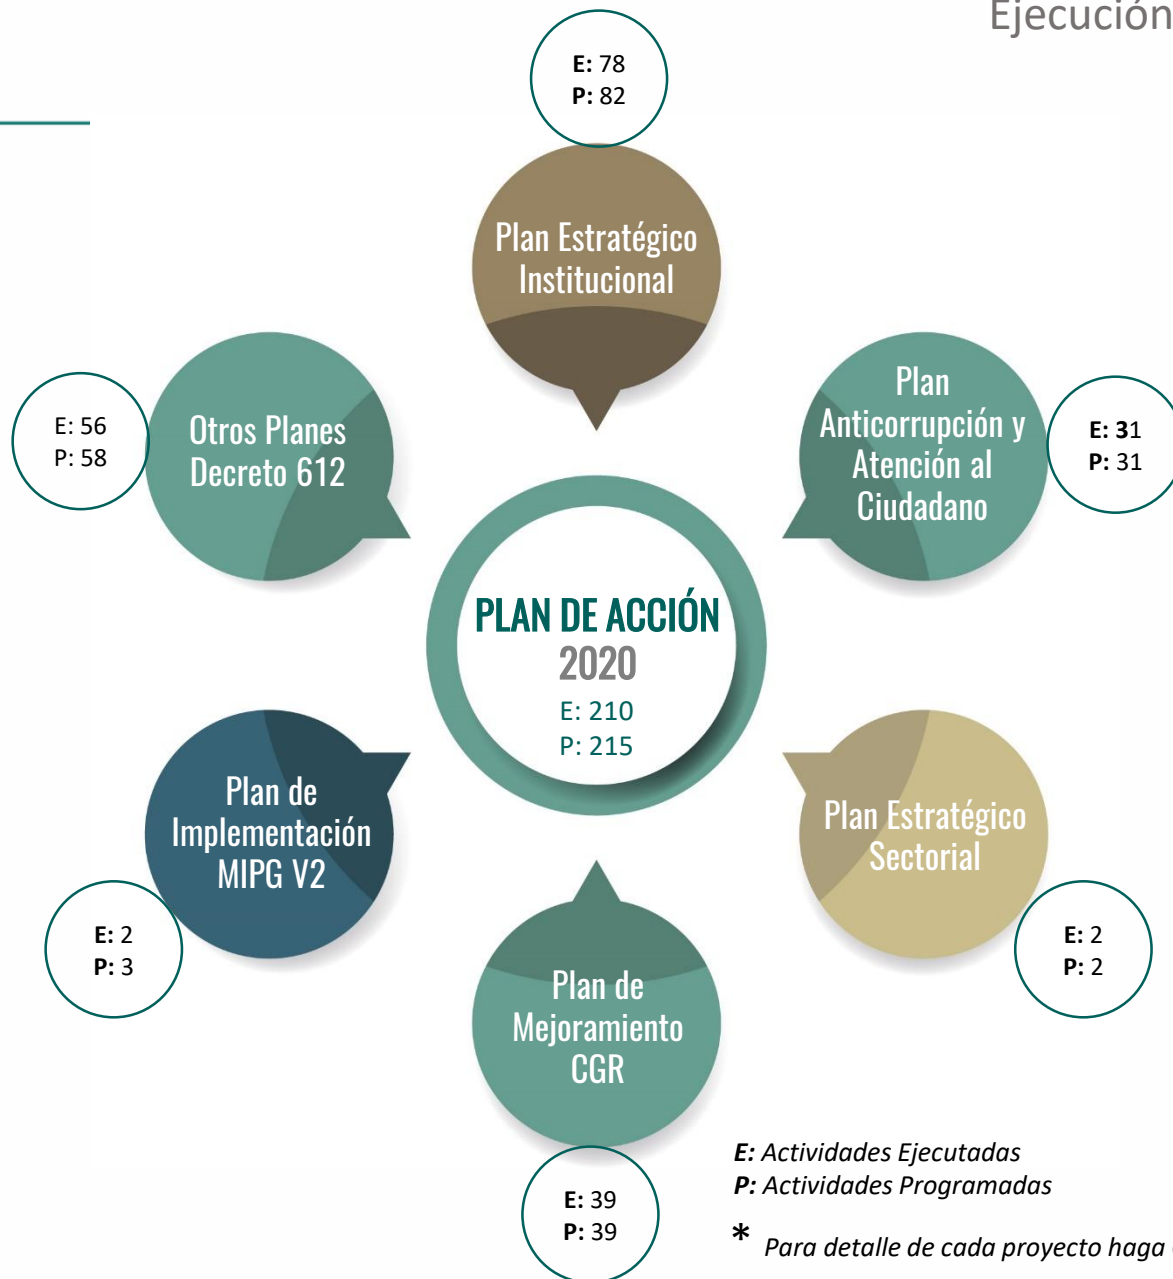 Ejecución
E: 78
P: 82
Plan Estratégico
Institucional
E: 56
P: 58
Otros Planes
Decreto 612
Plan
Anticorrupción y
Atención al
Ciudadano
E: 31
P: 31
PLAN DE ACCIÓN
2020
E: 210
P: 215
Plan de
Implementación
MIPG V2
E: 2
P: 3
Plan Estratégico
Sectorial
E: 2
P: 2
Plan de
Mejoramiento
CGR
E: 39
P: 39
E: Actividades Ejecutadas
P: Actividades Programadas
* Para detalle de cada proyecto haga